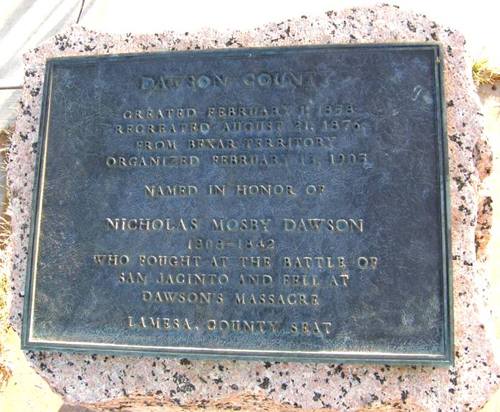 DAWSON COUNTY
CREATED FEBRUARY 1, 1858
RECREATED AUGUST 21, 1876
FROM BEXAR TERRITORY
ORGANIZED FEBRUARY 13, 1905
NAMED IN HONOR OF
NICHOLAS MOSBY DAWSON
1808-1842
WHO FOUGHT AT THE BATTLE OF
SAN JACINTO AND FELL AT
DAWSON'S MASSACRE
LAMESA, COUNTY SEAT